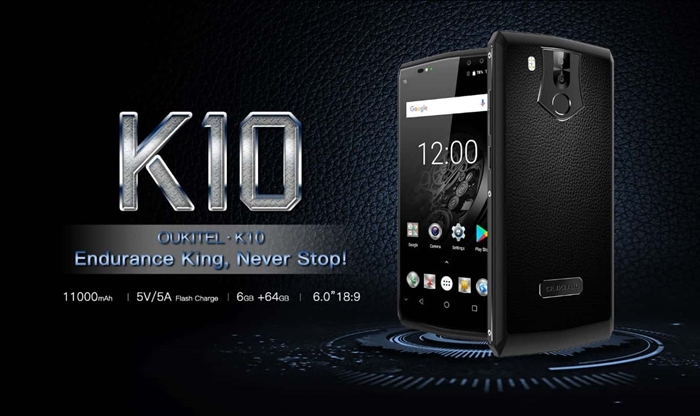 K10
OUKITEL - K10
Endurance King, Never Stop!
11000mAh | 5V/5A Flash Charge | 6GB +64GB | 6.0” 18:9
Google
12:00
Google Camera Settings Play Store
OUKITEL